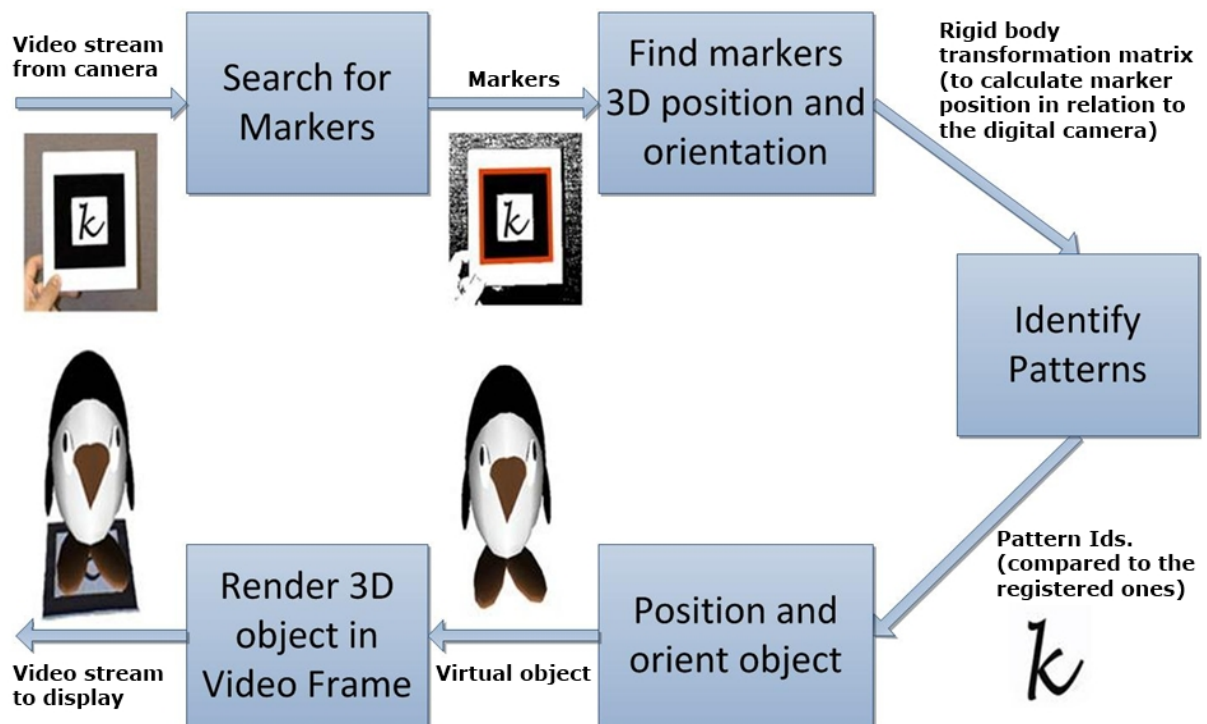 Video stream
from camera
Search for
Markers
Markers
Find markers
3D position and
orientation
Rigid body
transformation matrix
(to calculate marker
position in relation to
the digital camera)
k
k
Identify
Patterns
Pattern Ids.
(compared to the
registered ones)
k
Position and
orient object
Virtual object
Render 3D
object in
Video Frame
Video stream
to display